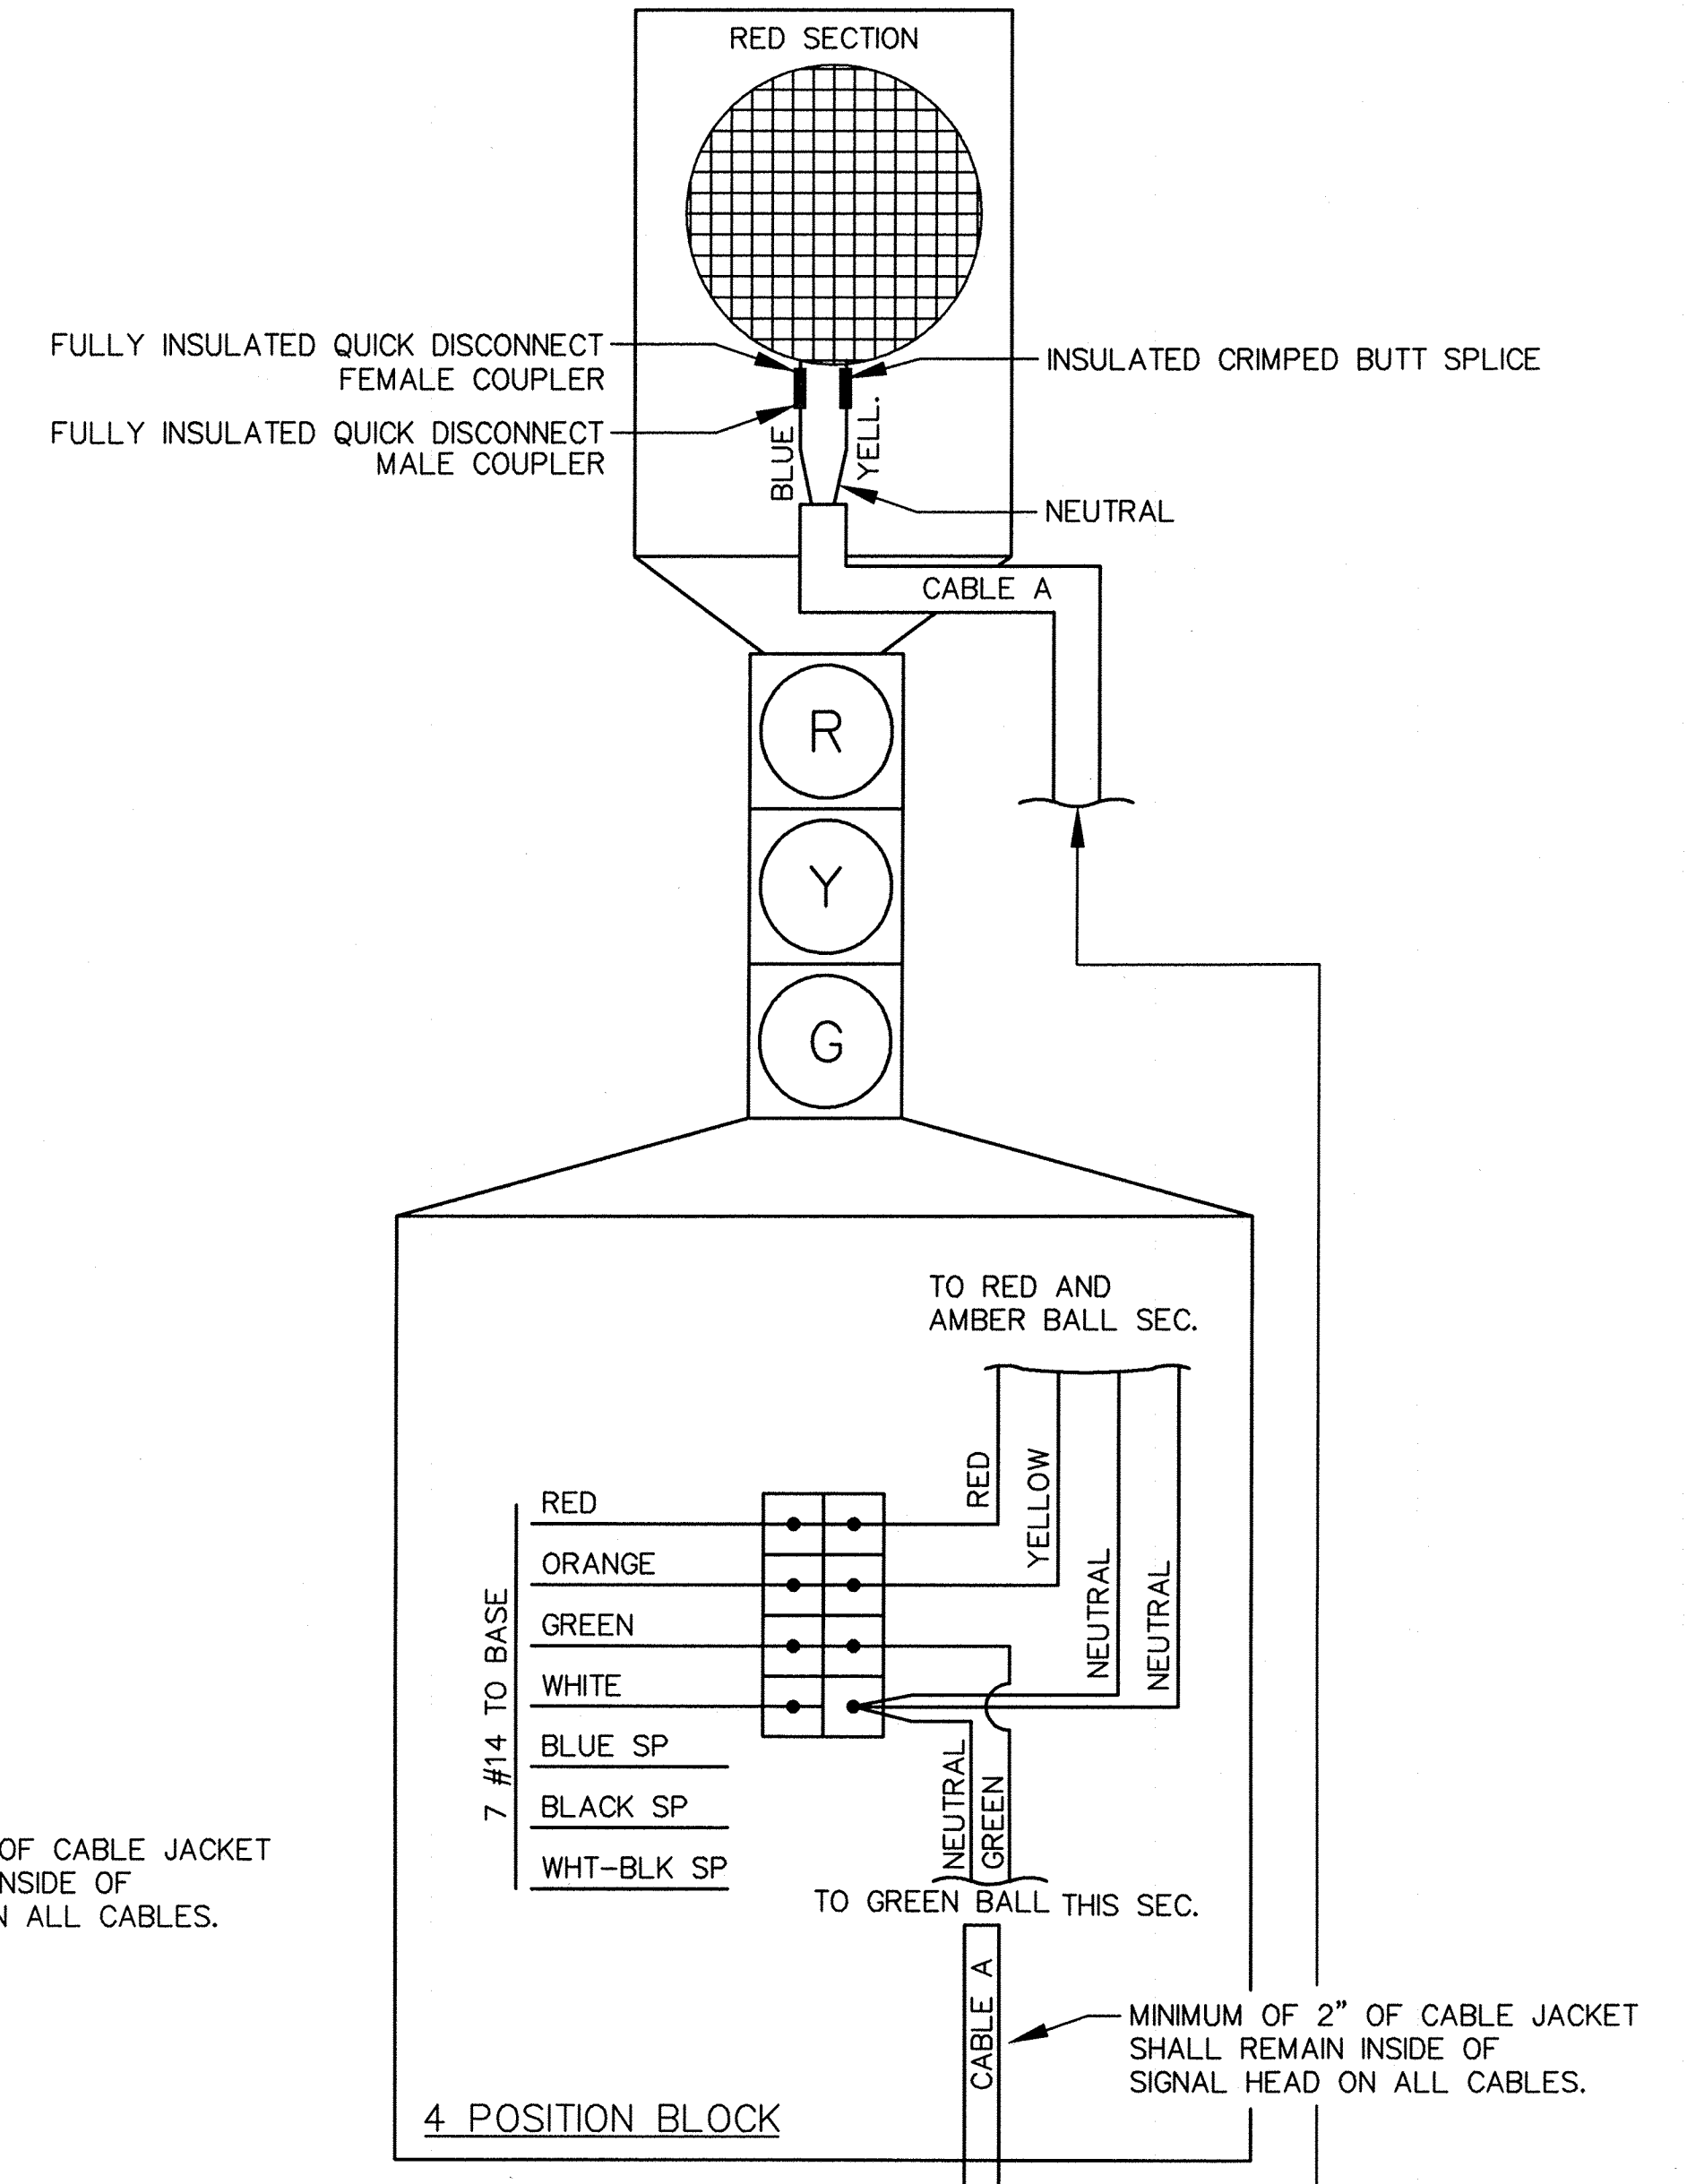 RED SECTION
FULLY INSULATED QUICK DISCONNECT
FEMALE COUPLER
INSULATED CRIMPED BUTT SPLICE
FULLY INSULATED QUICK DISCONNECT
MALE COUPLER
BLUE
YELL.
NEUTRAL
CABLE A
R
Y
G
TO RED AND
AMBER BALL SEC.
RED
YELLOW
NEUTRAL
NEUTRAL
7 #14 TO BASE
RED
ORANGE
GREEN
WHITE
BLUE SP
BLACK SP
WHT-BLK SP
NEUTRAL
GREEN
TO GREEN BALL THIS SEC.
OF CABLE JACKET
NSIDE OF
N ALL CABLES.
CABLE A
MINIMUM OF 2" OF CABLE JACKET
SHALL REMAIN INSIDE OF
SIGNAL HEAD ON ALL CABLES.
4 POSITION BLOCK